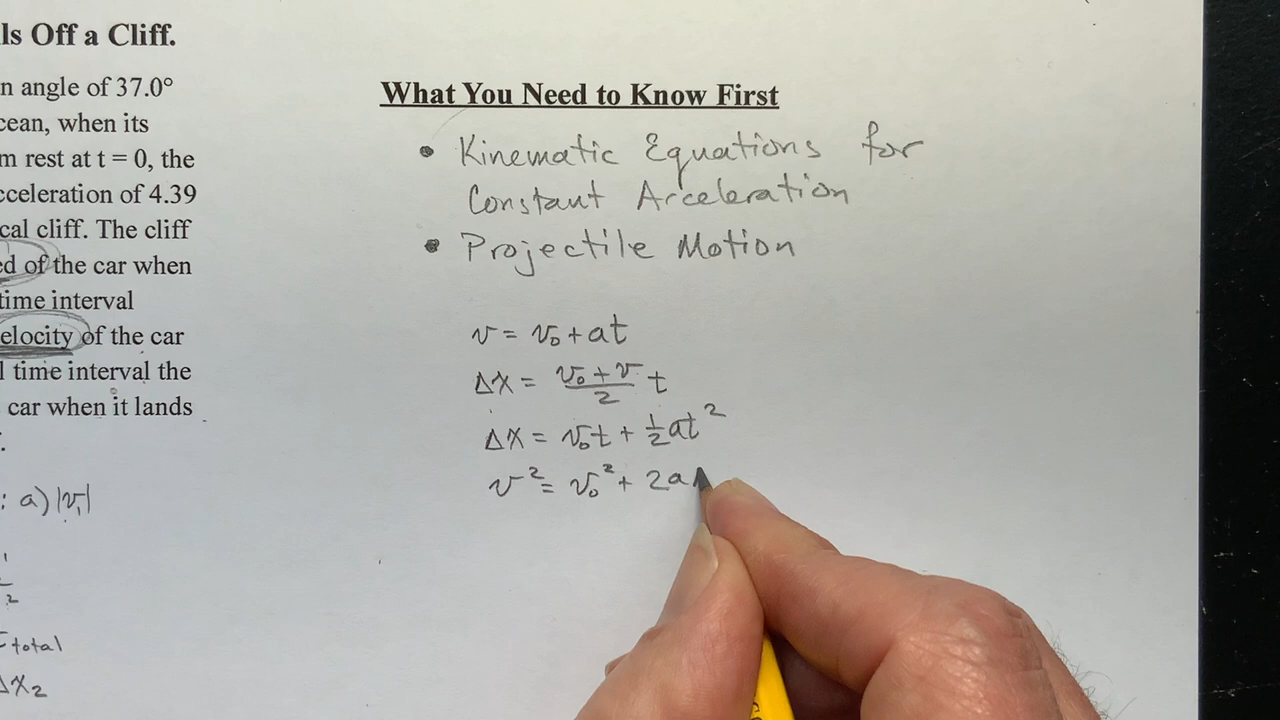 ls Off a Cliff.
n angle of 37.0°
cean, when its
m rest at t = 0, the
cceleration of 4.39
cal cliff. The cliff
ed of the car when
time interval
elocity of the car
l time interval the
car when it lands
.
: a) |v₁|
total
Δx₂
What You Need to Know First
• Kinematic Equations for
Constant Acceleration
• Projectile Motion
v = v₀ + at
Δx = (v₀ + v)/2 t
Δx = v₀t + ½at²
v² = v₀² + 2a